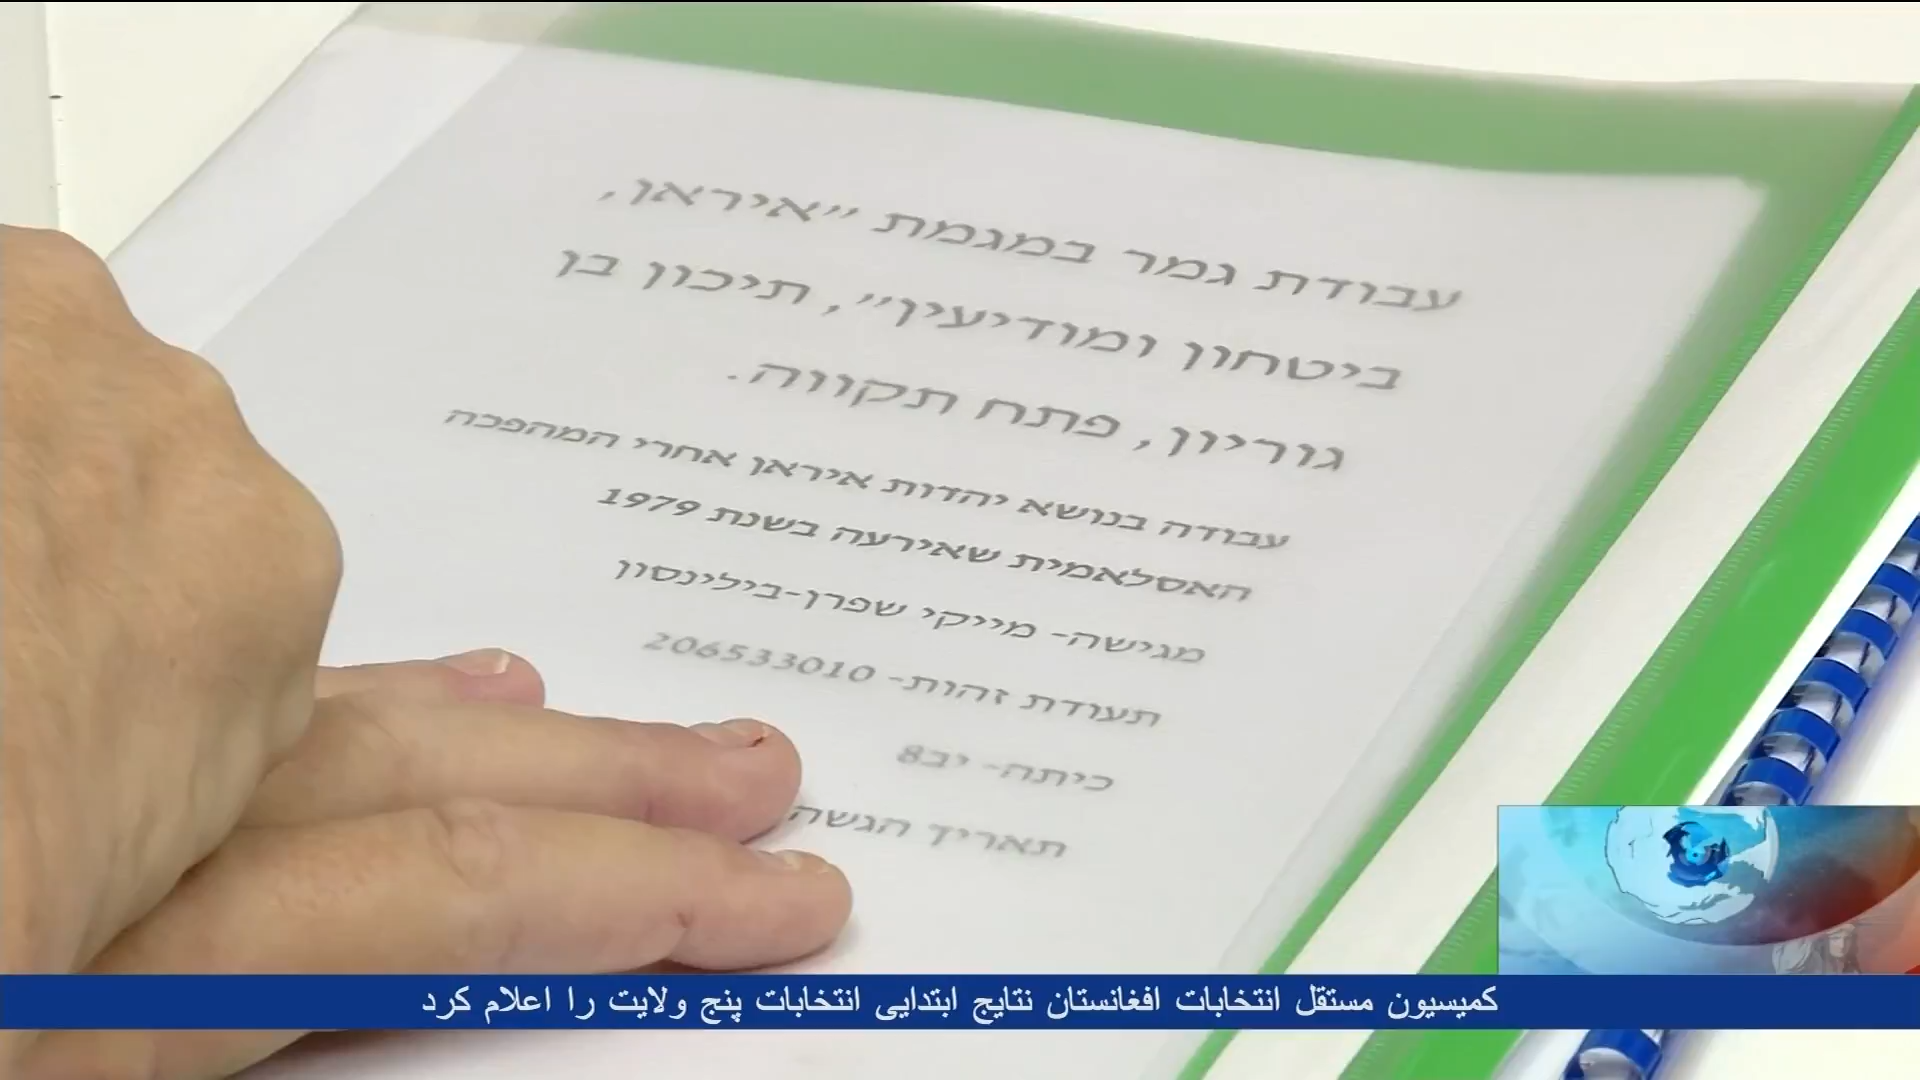 עבודת גמר במגמת "איראן,
ביטחון ומודיעין", תיכון בן
גוריון, פתח תקווה.
עבודה בנושא יהדות איראן אחרי המהפכה
האסלאמית שאירעה בשנת 1979
מגישה- מייקי שפרן-בילינסון
תעודת זהות- 206533010
כיתה- יב8
תאריך הגשה
کمیسیون مستقل انتخابات افغانستان نتایج ابتدایی انتخابات پنج ولایت را اعلام کرد